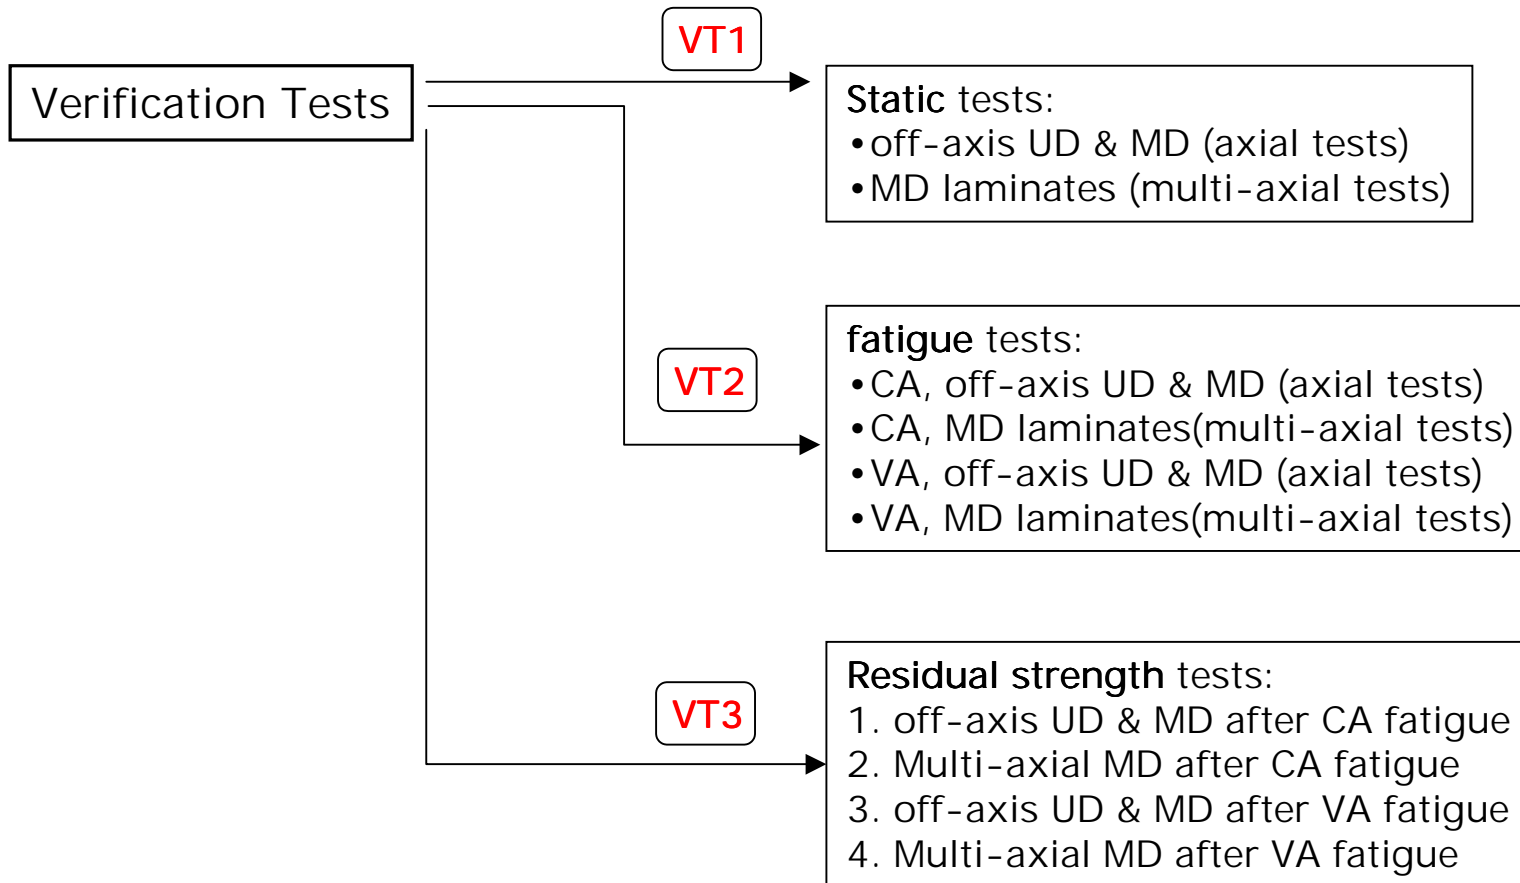 VT1
Verification Tests
Static tests:
•off-axis UD & MD (axial tests)
•MD laminates (multi-axial tests)
VT2
fatigue tests:
•CA, off-axis UD & MD (axial tests)
•CA, MD laminates(multi-axial tests)
•VA, off-axis UD & MD (axial tests)
•VA, MD laminates(multi-axial tests)
VT3
Residual strength tests:
1. off-axis UD & MD after CA fatigue
2. Multi-axial MD after CA fatigue
3. off-axis UD & MD after VA fatigue
4. Multi-axial MD after VA fatigue